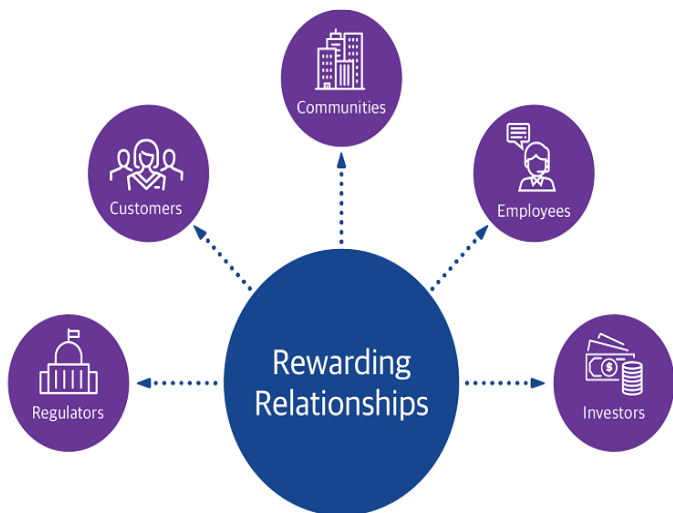 Communities
Customers
Employees
Rewarding
Relationships
Regulators
Investors